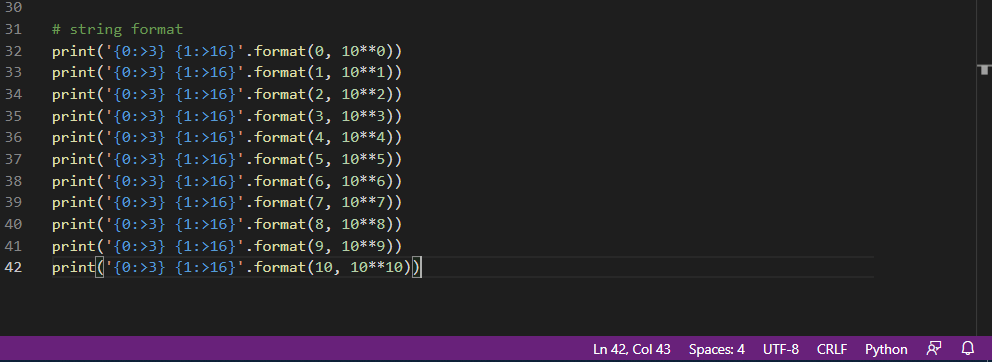 30
31 # string format
32 print('{0:>3} {1:>16}'.format(0, 10**0))
33 print('{0:>3} {1:>16}'.format(1, 10**1))
34 print('{0:>3} {1:>16}'.format(2, 10**2))
35 print('{0:>3} {1:>16}'.format(3, 10**3))
36 print('{0:>3} {1:>16}'.format(4, 10**4))
37 print('{0:>3} {1:>16}'.format(5, 10**5))
38 print('{0:>3} {1:>16}'.format(6, 10**6))
39 print('{0:>3} {1:>16}'.format(7, 10**7))
40 print('{0:>3} {1:>16}'.format(8, 10**8))
41 print('{0:>3} {1:>16}'.format(9, 10**9))
42 print('{0:>3} {1:>16}'.format(10, 10**10))
Ln 42, Col 43 Spaces: 4 UTF-8 CRLF Python